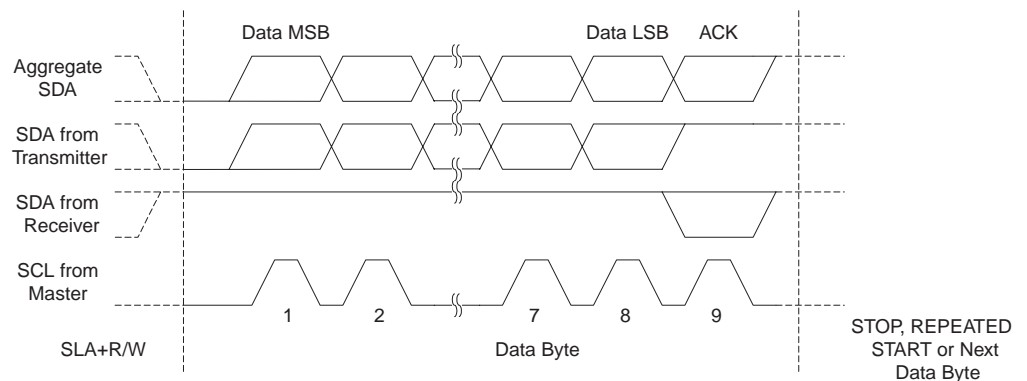 Data MSB
Data LSB
ACK
Aggregate
SDA
SDA from
Transmitter
SDA from
Receiver
SCL from
Master
1
2
7
8
9
SLA+R/W
Data Byte
STOP, REPEATED
START or Next
Data Byte